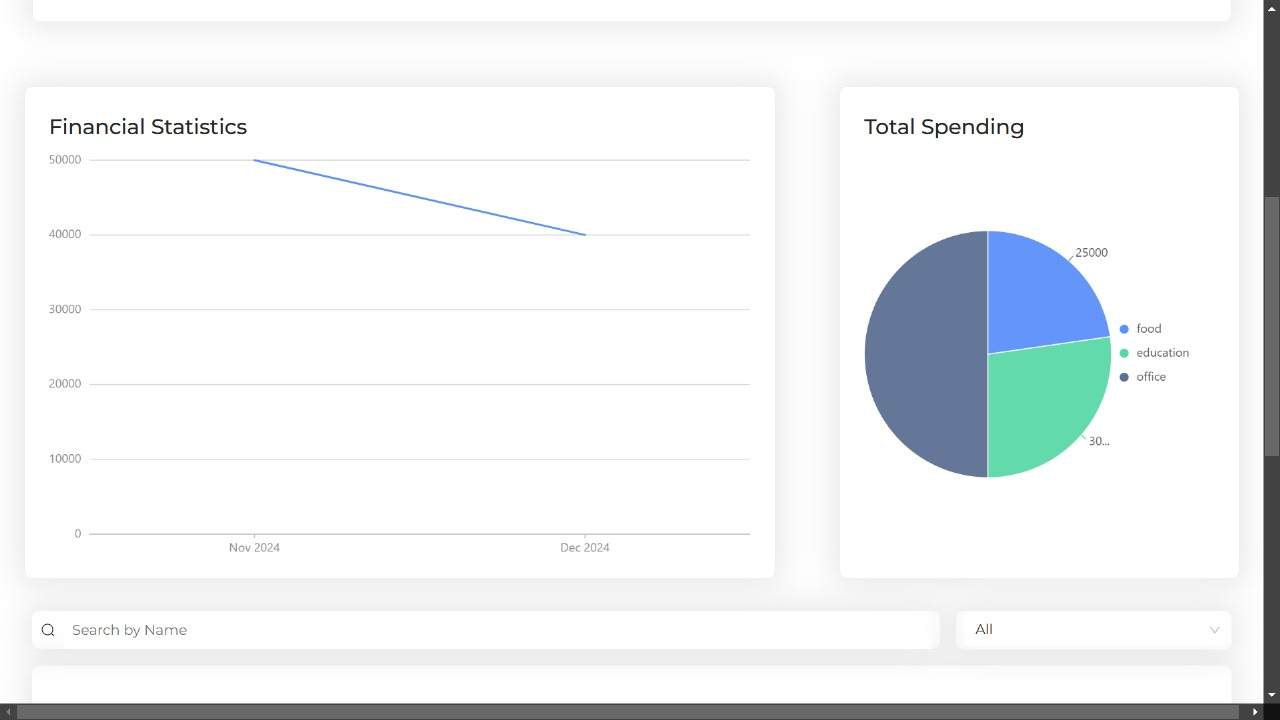 Financial Statistics
50000
40000
30000
20000
10000
0
Nov 2024
Dec 2024
Total Spending
25000
30...
food
education
office
Search by Name
All